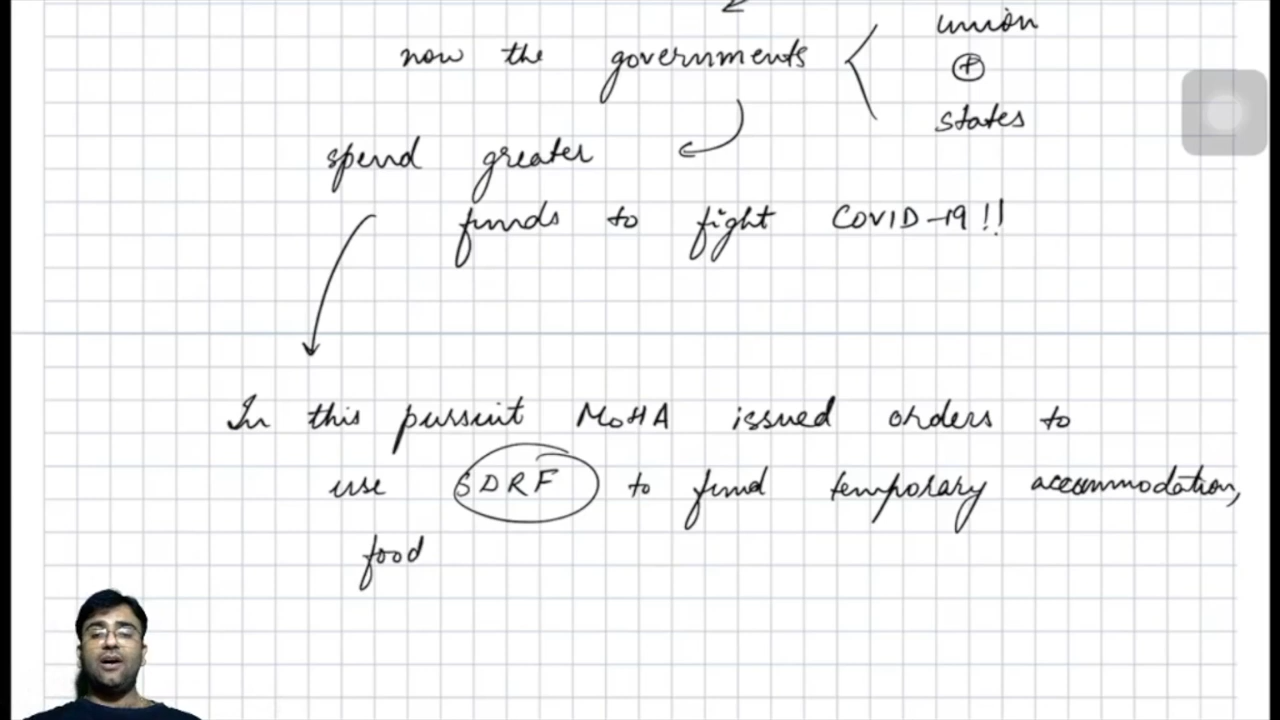 union
now the governments
⊕
states
spend greater
funds to fight COVID-19!!
In this pursuit MOHA issued orders to
use SDRF to fund temporary accommodation,
food